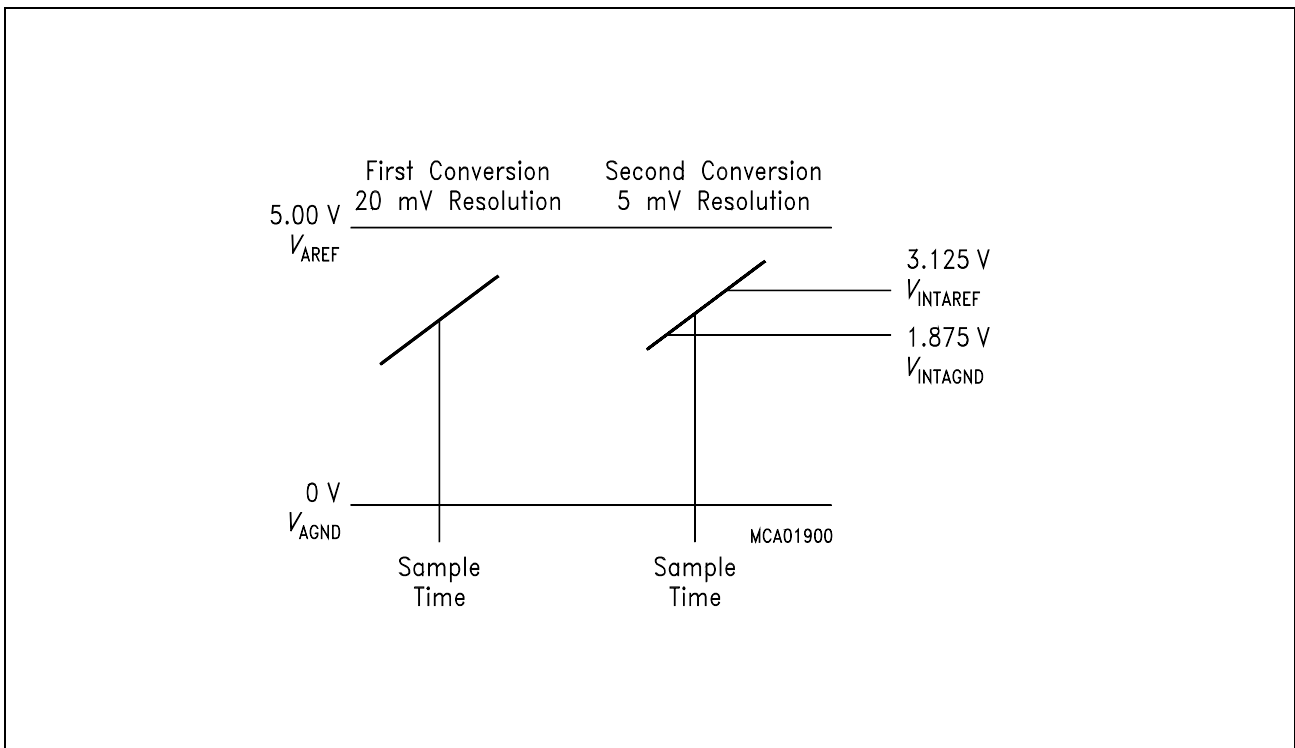 First Conversion
20 mV Resolution
Second Conversion
5 mV Resolution
5.00 V
VAREF
3.125 V
VINTAREF
1.875 V
VINTAGND
0 V
VAGND
MCA01900
Sample
Time
Sample
Time